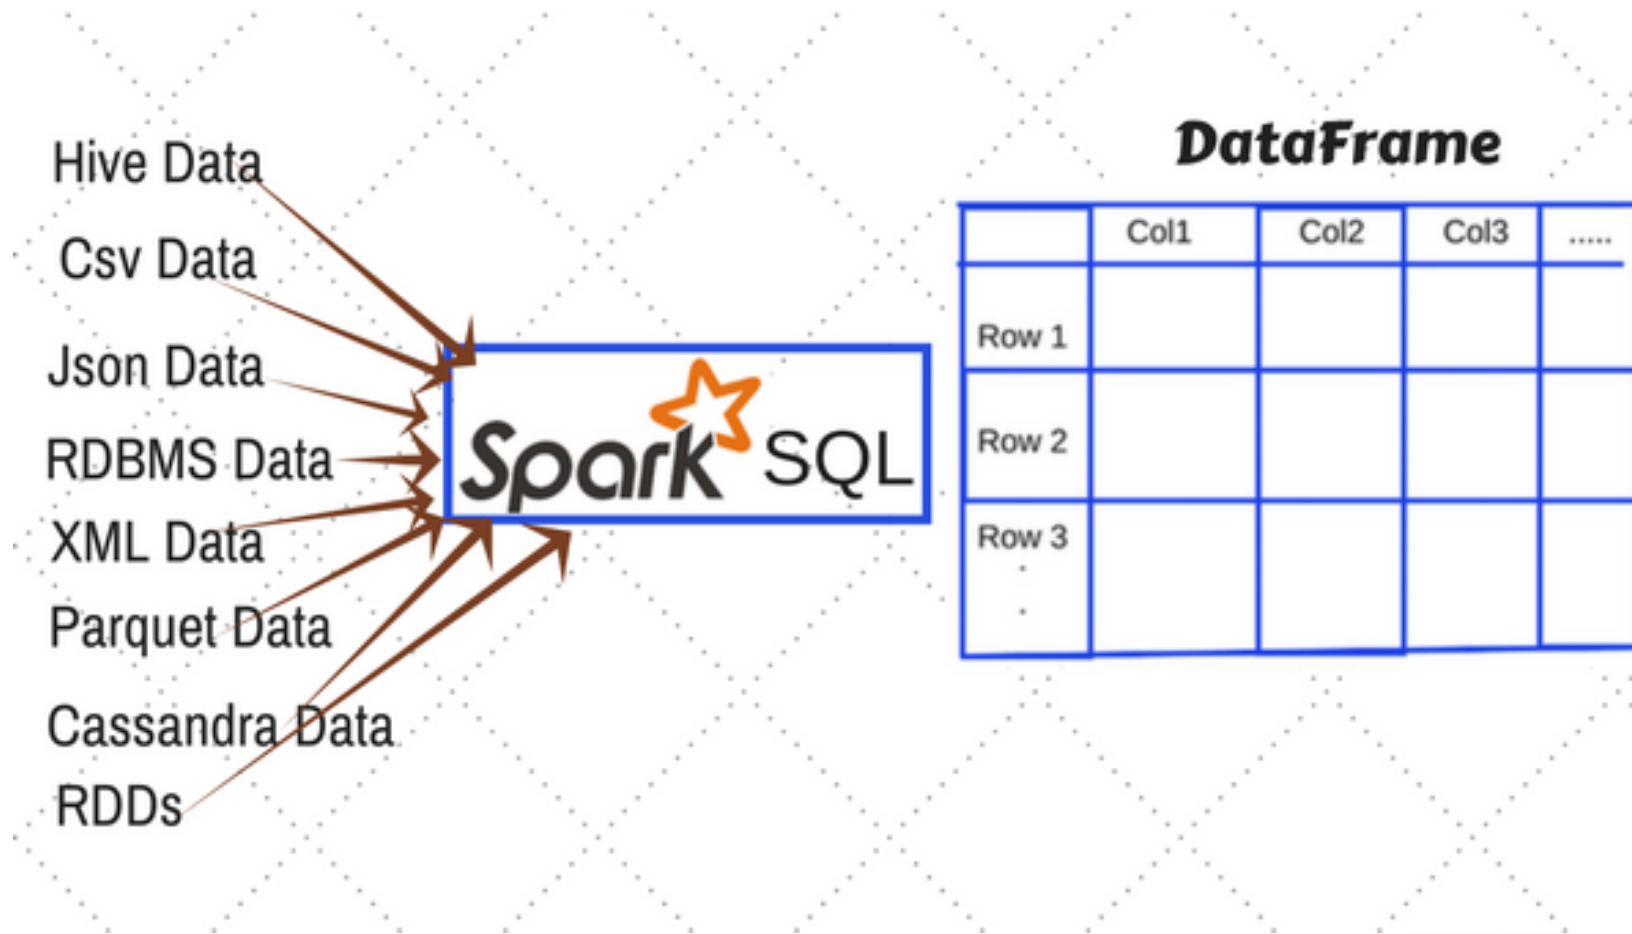 Hive Data
Csv Data
Json Data
RDBMS Data
XML Data
Parquet Data
Cassandra Data
RDDs
Spark SQL
DataFrame
Col1 Col2 Col3 .....
Row 1
Row 2
Row 3
.
.